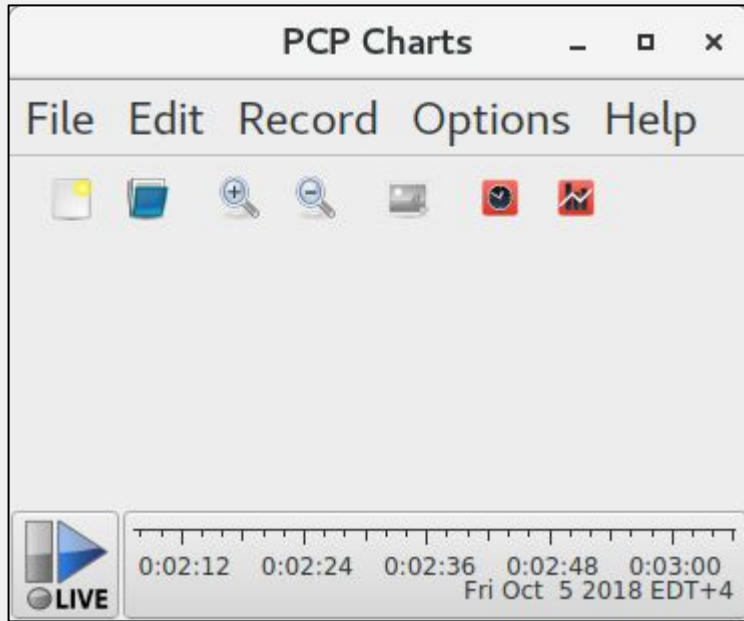 PCP Charts
File Edit Record Options Help
0:02:12 0:02:24 0:02:36 0:02:48 0:03:00
Fri Oct 5 2018 EDT+4
LIVE